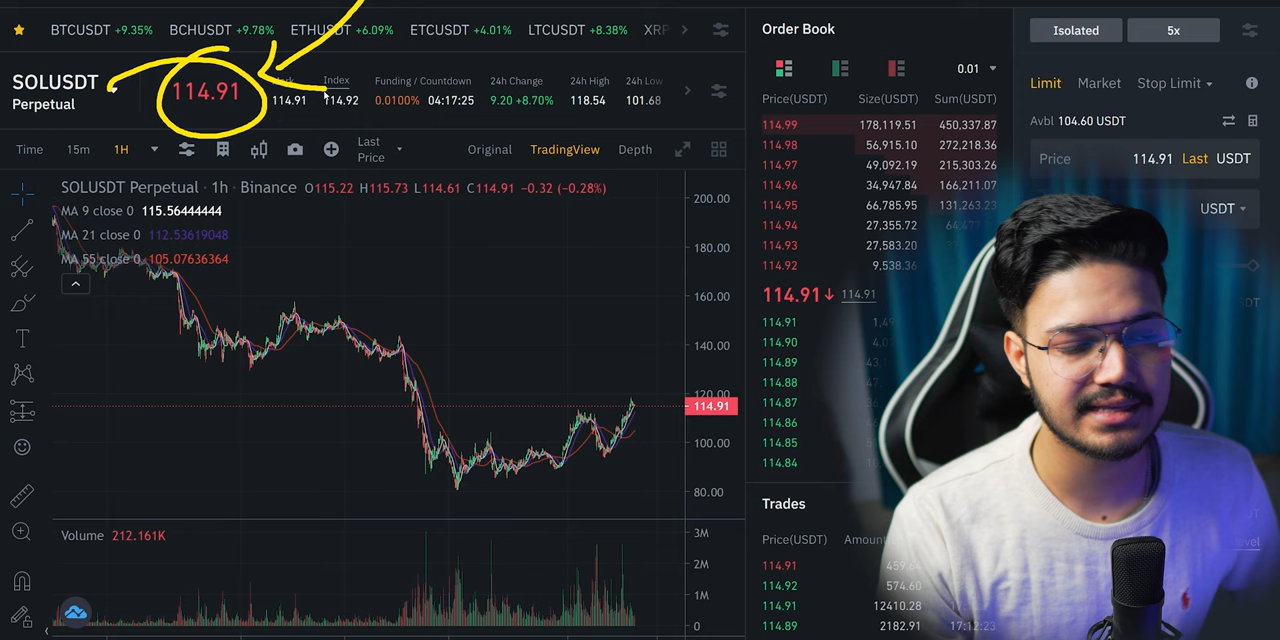 BTCUSDT +9.35% BCHUSDT +9.78% ETHUSDT +6.09% ETCUSDT +4.01% LTCUSDT +8.38% XRP
SOLUSDT
Perpetual
114.91
114.91
Index
114.92
Funding / Countdown
0.0100% 04:17:25
24h Change
9.20 +8.70%
24h High
118.54
24h Low
101.68
Time 15m 1H
Last
Price
Original TradingView Depth
SOLUSDT Perpetual · 1h · Binance O115.22 H115.73 L114.61 C114.91 −0.32 (−0.28%)
MA 9 close 0 115.56444444
MA 21 close 0 112.53619048
MA 55 close 0 105.07636364
200.00
180.00
160.00
140.00
120.00
114.91
100.00
80.00
Volume 212.161K
3M
2M
1M
0
Order Book
0.01
Price(USDT) Size(USDT) Sum(USDT)
114.99 178,119.51 450,337.87
114.98 56,915.10 272,218.36
114.97 49,092.19 215,303.26
114.96 34,947.84 166,211.07
114.95 66,785.95 131,263.23
114.94 27,355.72
114.93 27,583.20
114.92 9,538.36
114.91↓ 114.91
114.91
114.90
114.89
114.88
114.87
114.86
114.85
114.84
Trades
Price(USDT)
114.91
114.92 574.60
114.91 12410.28
114.89 2182.91 17:12:23
Isolated 5x
Limit Market Stop Limit
Avbl 104.60 USDT
Price 114.91 Last USDT
USDT